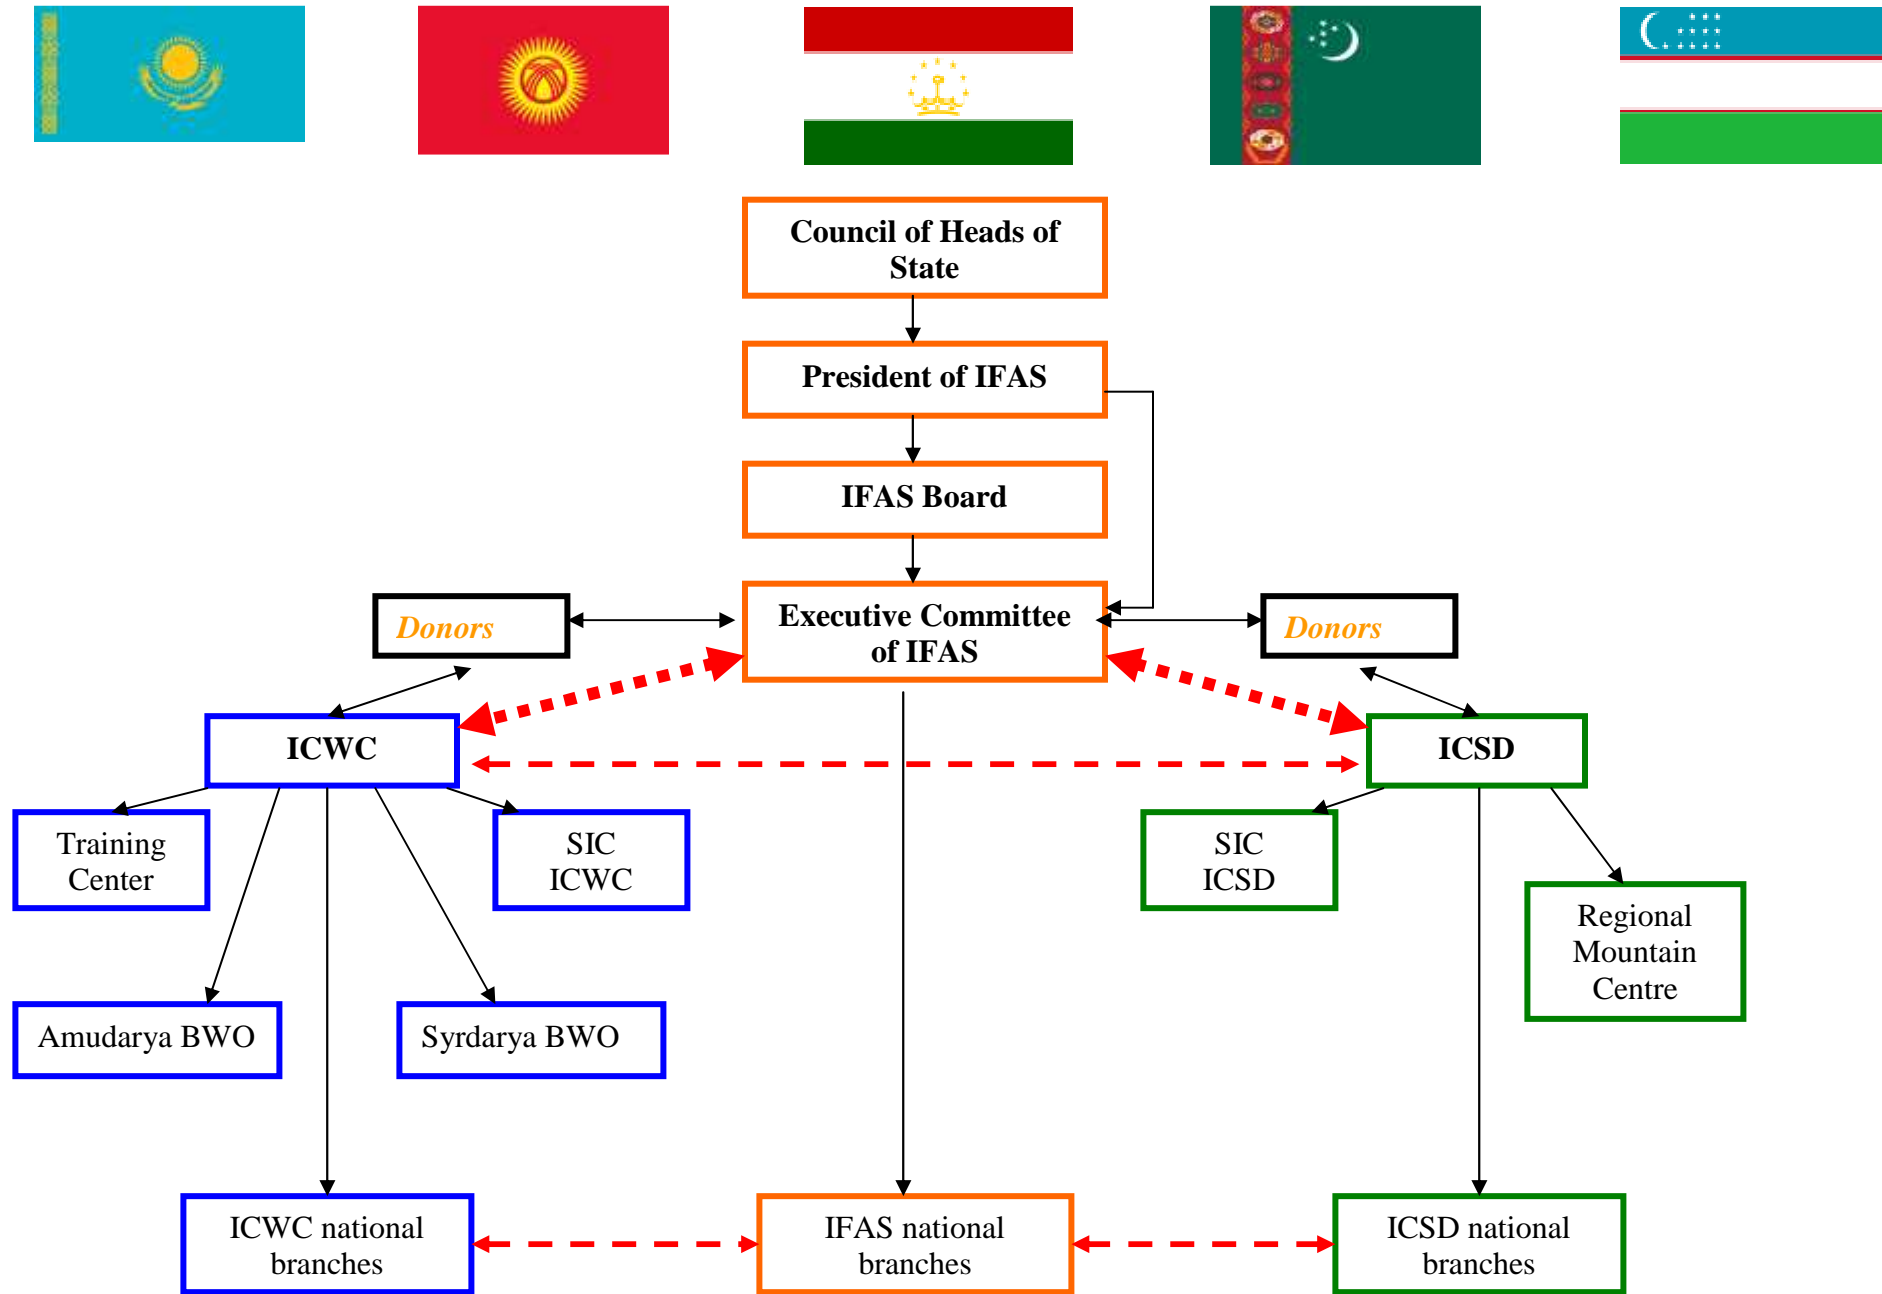 Council of Heads of
State
President of IFAS
IFAS Board
Executive Committee
of IFAS
Donors
Donors
ICWC
ICSD
Training
Center
SIC
ICWC
SIC
ICSD
Regional
Mountain
Centre
Amudarya BWO
Syrdarya BWO
ICWC national
branches
IFAS national
branches
ICSD national
branches